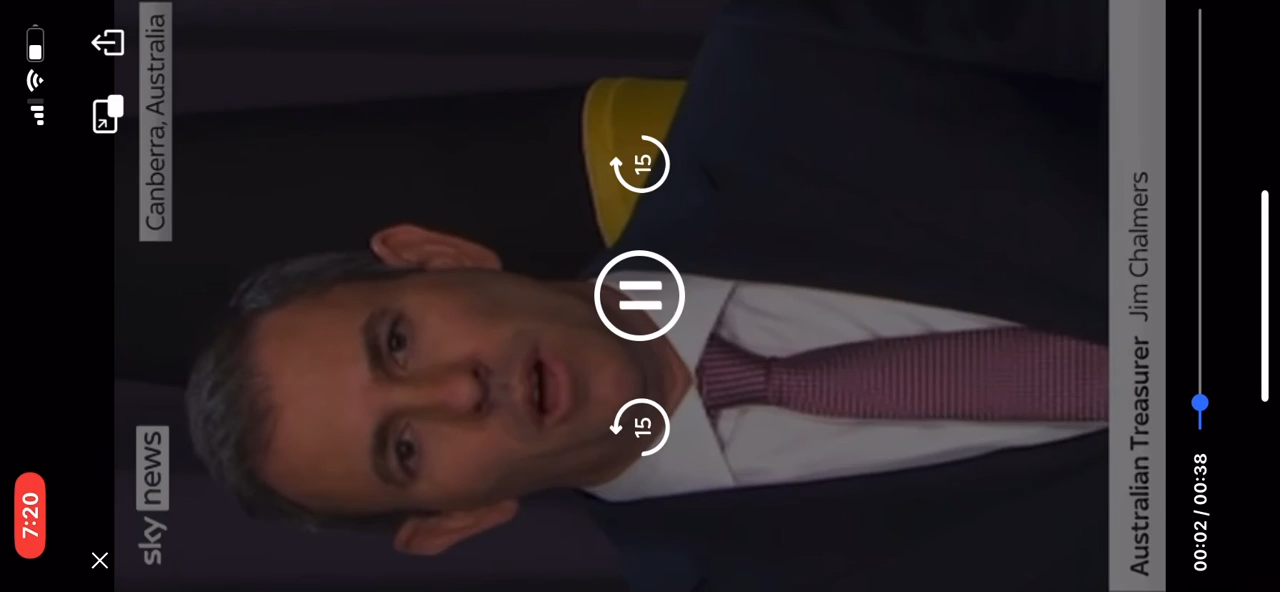 7:20
sky news
Canberra, Australia
15
15
Australian Treasurer Jim Chalmers
00:02 / 00:38